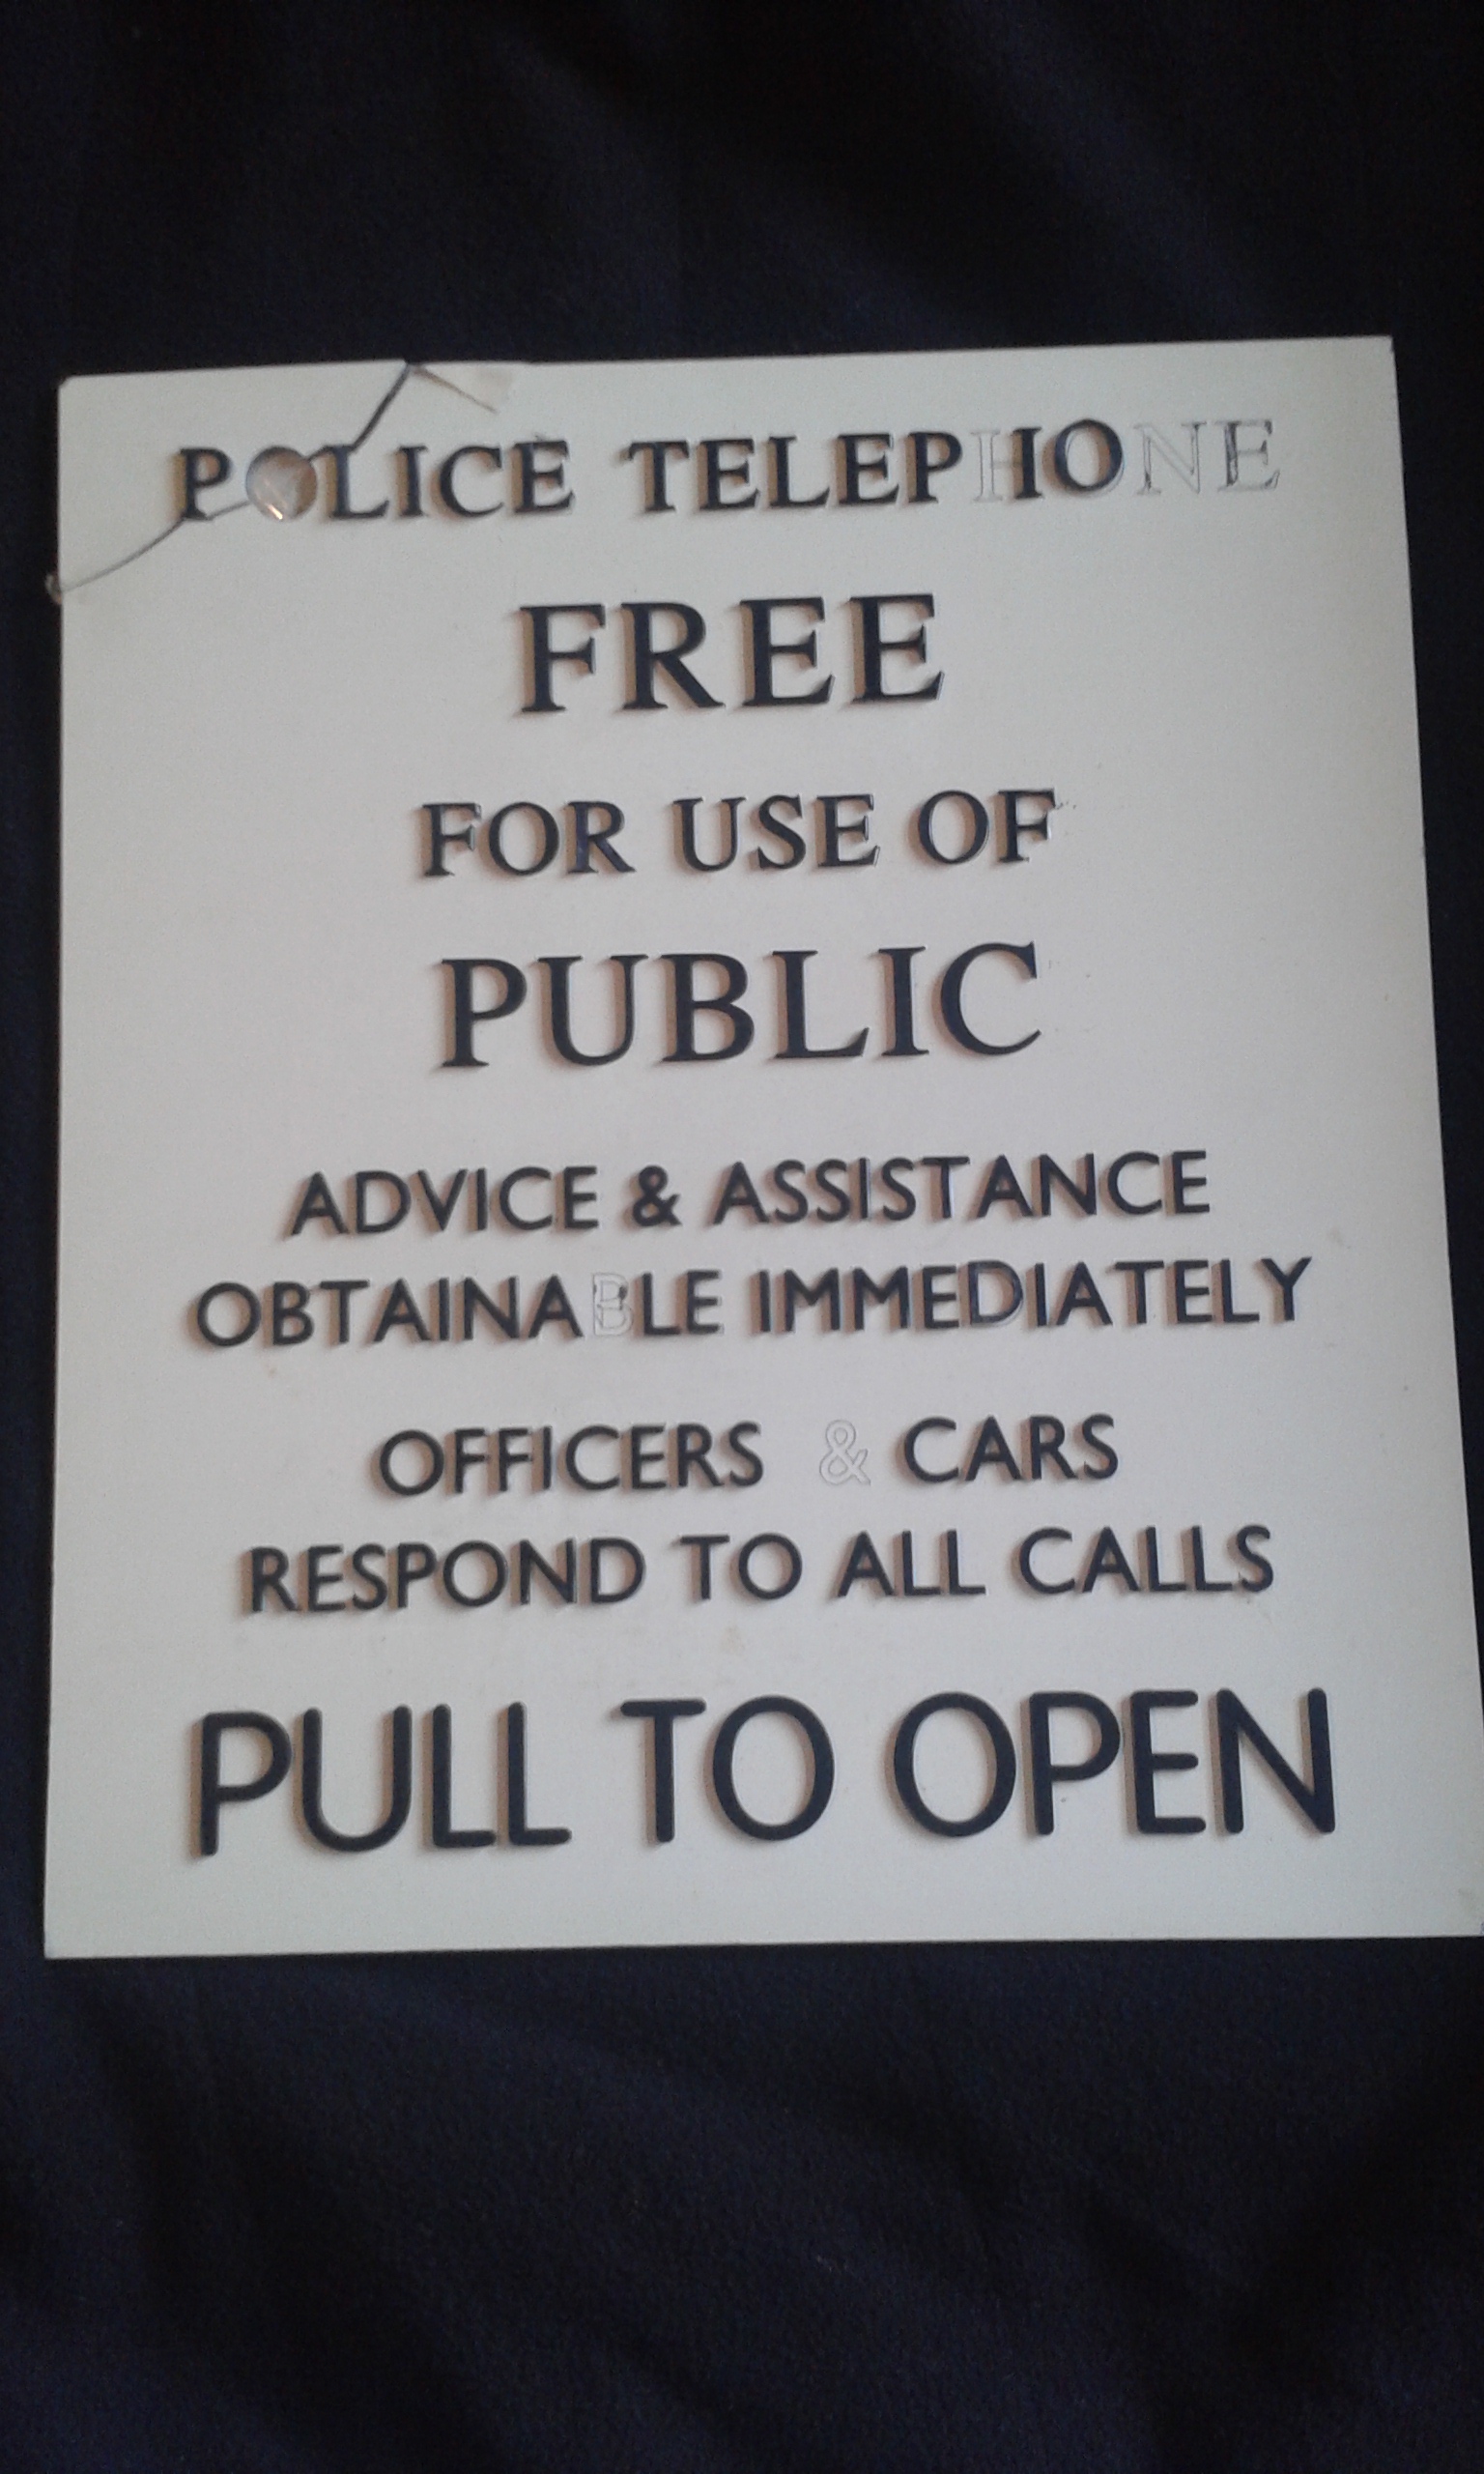 POLICE TELEPHONE
FREE
FOR USE OF
PUBLIC
ADVICE & ASSISTANCE
OBTAINABLE IMMEDIATELY
OFFICERS & CARS
RESPOND TO ALL CALLS
PULL TO OPEN